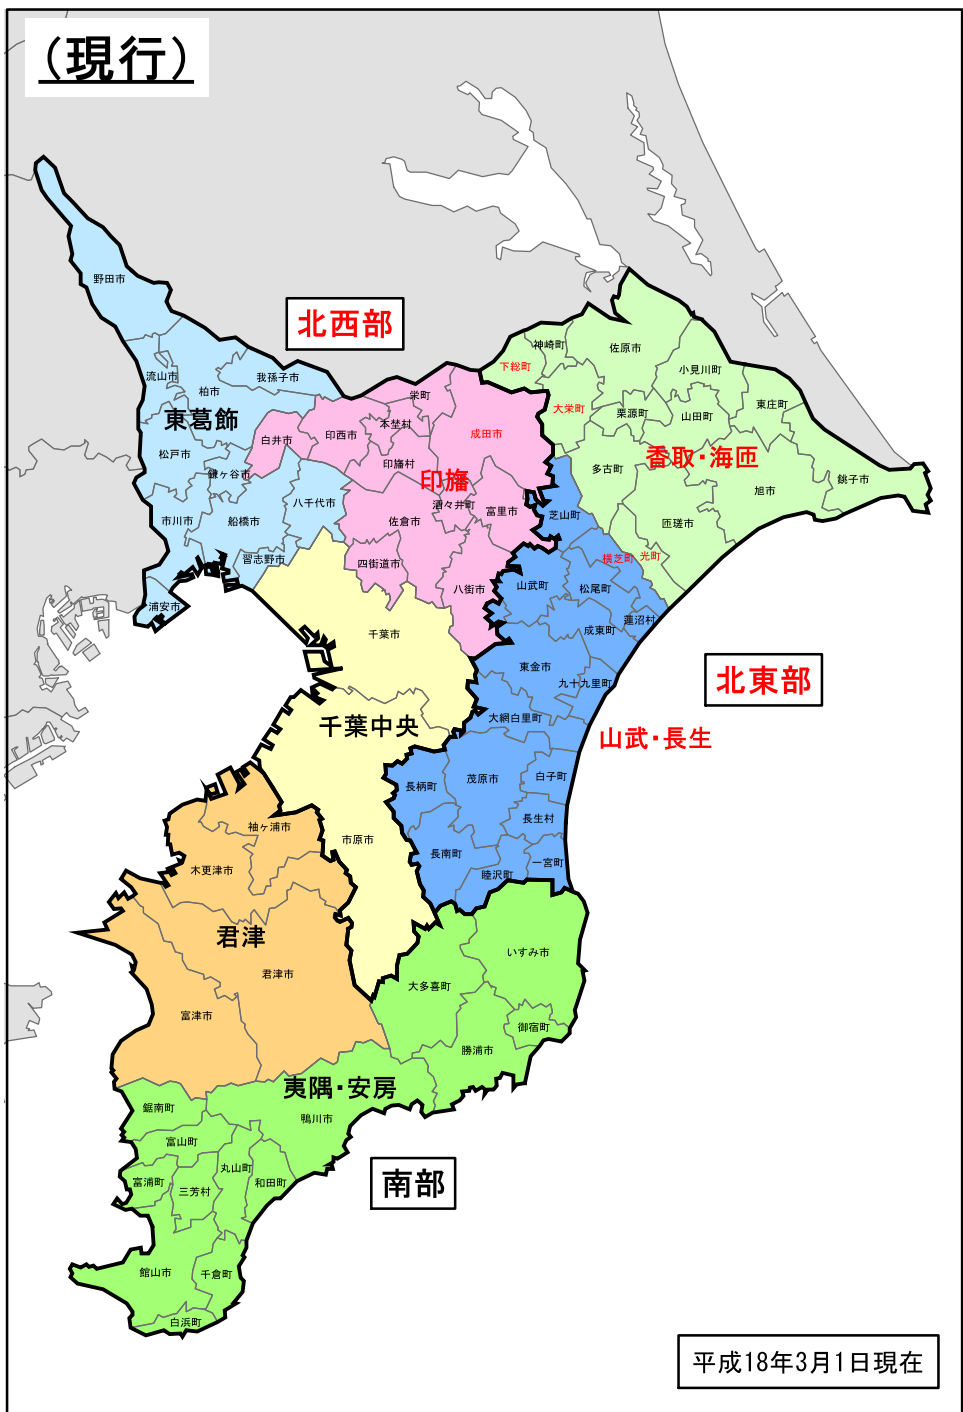 （現行）
北西部
野田市
流山市
柏市
我孫子市
東葛飾
松戸市
鎌ヶ谷市
市川市
船橋市
八千代市
習志野市
浦安市
白井市
印西市
本埜村
栄町
成田市
印旛村
印旛
酒々井町
富里市
佐倉市
四街道市
八街市
下総町
神崎町
佐原市
小見川町
大栄町
栗源町
山田町
東庄町
香取・海匝
多古町
旭市
銚子市
匝瑳市
光町
芝山町
横芝町
山武町
松尾町
蓮沼村
成東町
東金市
九十九里町
大網白里町
北東部
山武・長生
白子町
茂原市
長柄町
長生村
長南町
一宮町
睦沢町
千葉市
千葉中央
市原市
袖ヶ浦市
木更津市
君津
君津市
富津市
いすみ市
大多喜町
御宿町
勝浦市
夷隅・安房
鴨川市
鋸南町
富山町
丸山町
富浦町
三芳村
和田町
南部
館山市
千倉町
白浜町
平成18年3月1日現在